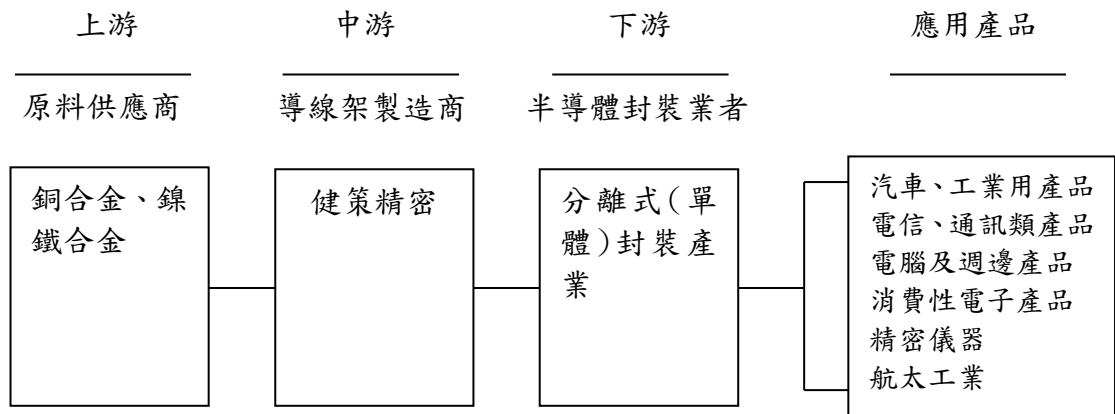 上游
中游
下游
應用產品
原料供應商
導線架製造商
半導體封裝業者
銅合金、鎳
鐵合金
健策精密
分離式(單
體)封裝產
業
汽車、工業用產品
電信、通訊類產品
電腦及週邊產品
消費性電子產品
精密儀器
航太工業